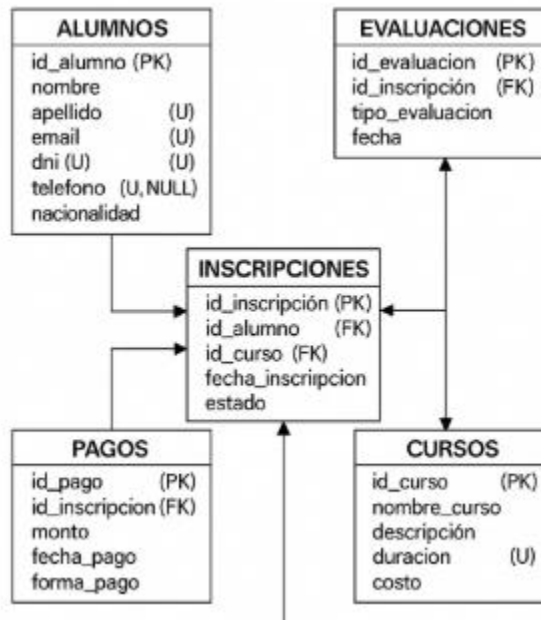 ALUMNOS
id_alumno (PK)
nombre
apellido (U)
email (U)
dni (U) (U)
telefono (U, NULL)
nacionalidad
EVALUACIONES
id_evaluacion (PK)
id_inscripción (FK)
tipo_evaluacion
fecha
INSCRIPCIONES
id_inscripción (PK)
id_alumno (FK)
id_curso (FK)
fecha_inscriipcion
estado
PAGOS
id_pago (PK)
id_inscripcion (FK)
monto
fecha_pago
forma_pago
CURSOS
id_curso (PK)
nombre_curso
descripción
duracion (U)
costo